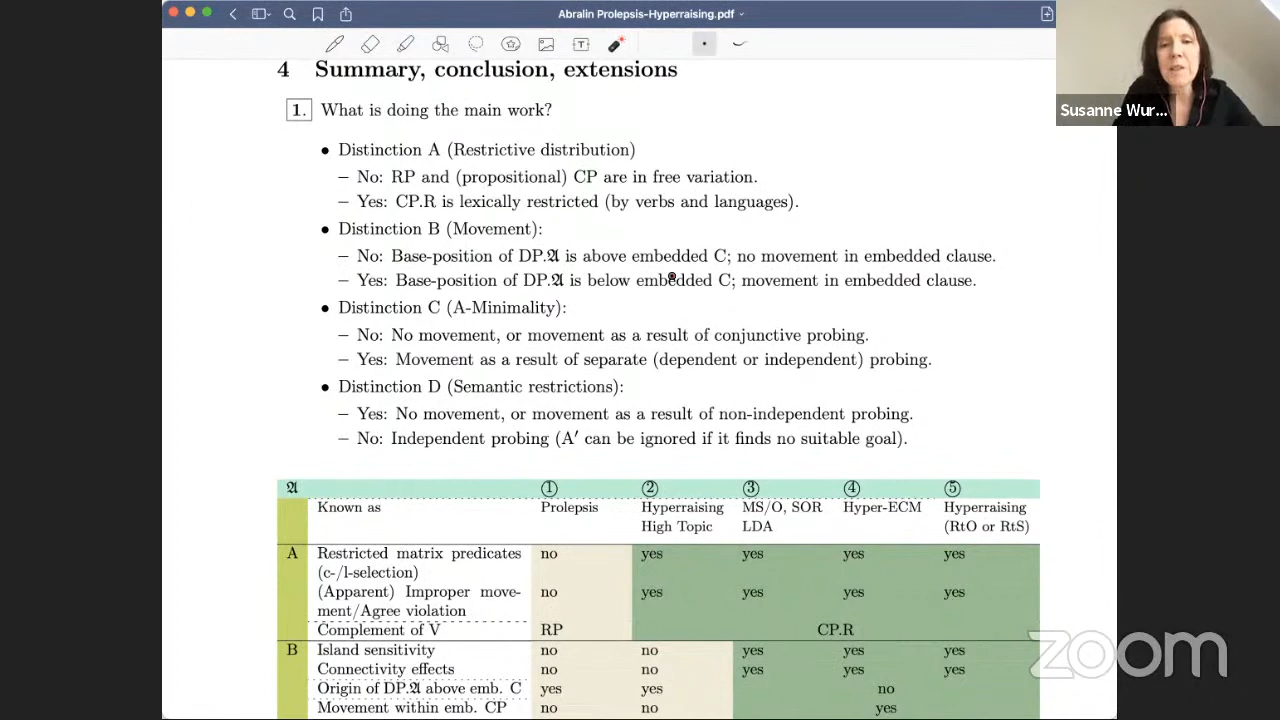 Abralin Prolepsis-Hyperraising.pdf
Susanne Wur...
4 Summary, conclusion, extensions
1. What is doing the main work?
• Distinction A (Restrictive distribution)
– No: RP and (propositional) CP are in free variation.
– Yes: CP.R is lexically restricted (by verbs and languages).
• Distinction B (Movement):
– No: Base-position of DP.𝕬 is above embedded C; no movement in embedded clause.
– Yes: Base-position of DP.𝕬 is below embedded C; movement in embedded clause.
• Distinction C (A-Minimality):
– No: No movement, or movement as a result of conjunctive probing.
– Yes: Movement as a result of separate (dependent or independent) probing.
• Distinction D (Semantic restrictions):
– Yes: No movement, or movement as a result of non-independent probing.
– No: Independent probing (A′ can be ignored if it finds no suitable goal).
𝕬 ① ② ③ ④ ⑤
Known as Prolepsis Hyperraising MS/O, SOR Hyper-ECM Hyperraising
High Topic LDA (RtO or RtS)
A Restricted matrix predicates no yes yes yes yes
(c-/l-selection)
(Apparent) Improper move- no yes yes yes yes
ment/Agree violation
Complement of V RP CP.R
B Island sensitivity no no yes yes yes
Connectivity effects no no yes yes yes
Origin of DP.𝕬 above emb. C yes yes no
Movement within emb. CP no no yes
zoom